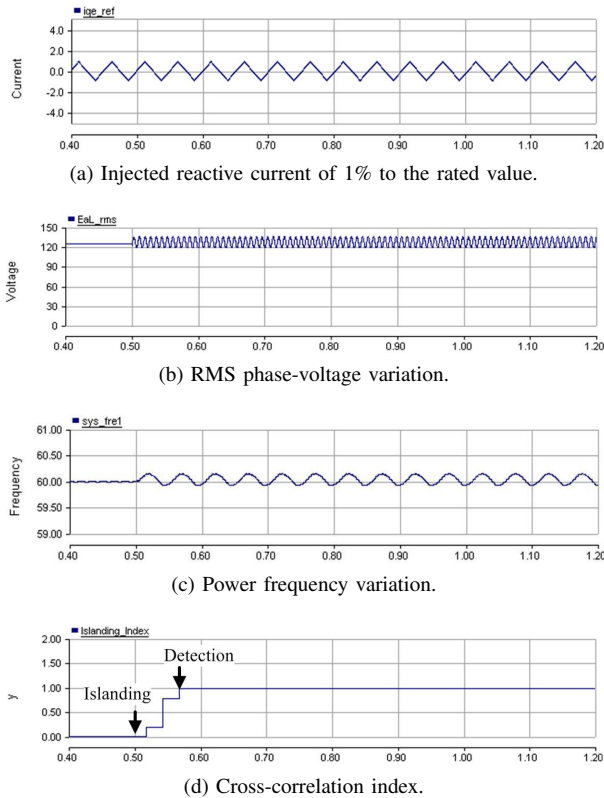 iqe_ref
4.0
2.0
0.0
-2.0
-4.0
Current
0.40 0.50 0.60 0.70 0.80 0.90 1.00 1.10 1.20
(a) Injected reactive current of 1% to the rated value.
EaL_rms
150
120
90
60
30
0
Voltage
0.40 0.50 0.60 0.70 0.80 0.90 1.00 1.10 1.20
(b) RMS phase-voltage variation.
sys_fre1
61.00
60.50
60.00
59.50
59.00
Frequency
0.40 0.50 0.60 0.70 0.80 0.90 1.00 1.10 1.20
(c) Power frequency variation.
Islanding_Index
2.00
1.50
1.00
0.50
0.00
y
Detection
Islanding
0.40 0.50 0.60 0.70 0.80 0.90 1.00 1.10 1.20
(d) Cross-correlation index.